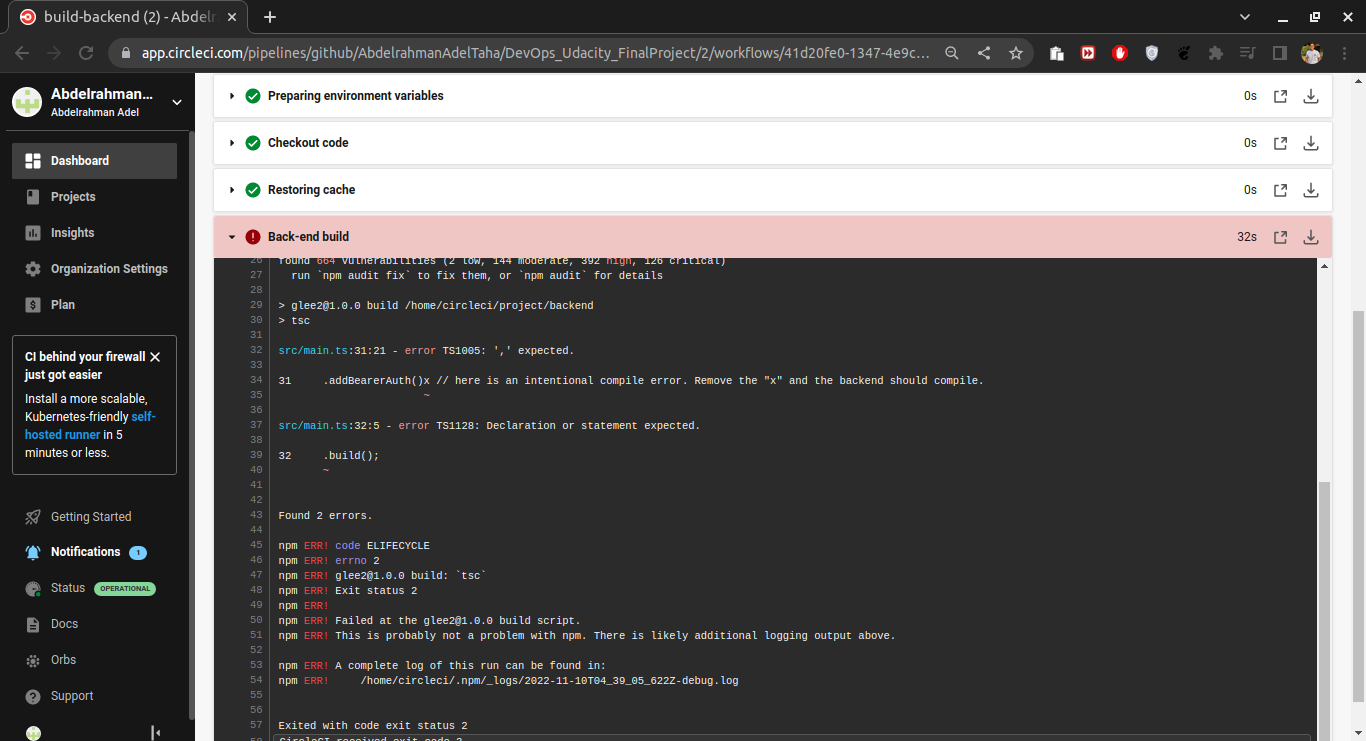 build-backend (2) - Abdelr
app.circleci.com/pipelines/github/AbdelrahmanAdelTaha/DevOps_Udacity_FinalProject/2/workflows/41d20fe0-1347-4e9c...
Abdelrahman...
Abdelrahman Adel
Dashboard
Projects
Insights
Organization Settings
Plan
CI behind your firewall
just got easier
Install a more scalable,
Kubernetes-friendly self-
hosted runner in 5
minutes or less.
Getting Started
Notifications 1
Status OPERATIONAL
Docs
Orbs
Support
Preparing environment variables 0s
Checkout code 0s
Restoring cache 0s
Back-end build 32s
26 found 664 vulnerabilities (2 low, 144 moderate, 392 high, 126 critical)
27 run `npm audit fix` to fix them, or `npm audit` for details
28
29 > glee2@1.0.0 build /home/circleci/project/backend
30 > tsc
31
32 src/main.ts:31:21 - error TS1005: ',' expected.
33
34 31 .addBearerAuth()x // here is an intentional compile error. Remove the "x" and the backend should compile.
35 ~
36
37 src/main.ts:32:5 - error TS1128: Declaration or statement expected.
38
39 32 .build();
40 ~
41
42
43 Found 2 errors.
44
45 npm ERR! code ELIFECYCLE
46 npm ERR! errno 2
47 npm ERR! glee2@1.0.0 build: `tsc`
48 npm ERR! Exit status 2
49 npm ERR!
50 npm ERR! Failed at the glee2@1.0.0 build script.
51 npm ERR! This is probably not a problem with npm. There is likely additional logging output above.
52
53 npm ERR! A complete log of this run can be found in:
54 npm ERR! /home/circleci/.npm/_logs/2022-11-10T04_39_05_622Z-debug.log
55
56
57 Exited with code exit status 2
58 CircleCI received exit code 2